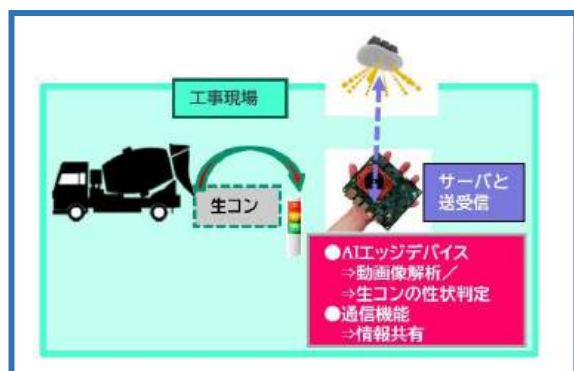 工事現場
生コン
サーバと
送受信
●AIエッジデバイス
⇒動画像解析／
⇒生コンの性状判定
●通信機能
⇒情報共有